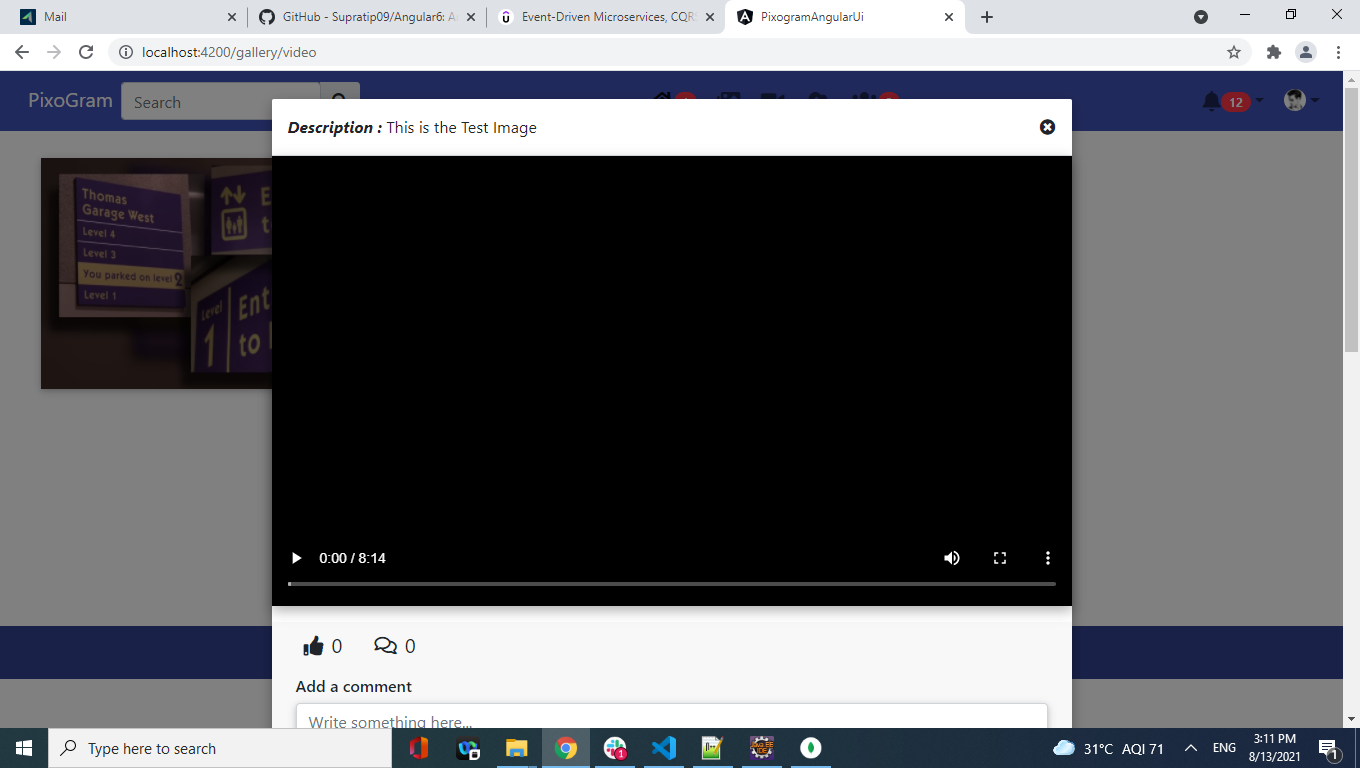 Mail
GitHub - Supratip09/Angular6: A
Event-Driven Microservices, CQR
PixogramAngularUi
localhost:4200/gallery/video
PixoGram
Search
12
Description : This is the Test Image
Thomas
Garage West
Level 4
Level 3
You parked on level 2
Level 1
E
to
Level
1
Ent
to
0:00 / 8:14
0
0
Add a comment
Write something here...
Type here to search
1
31°C AQI 71
ENG
3:11 PM
8/13/2021
1